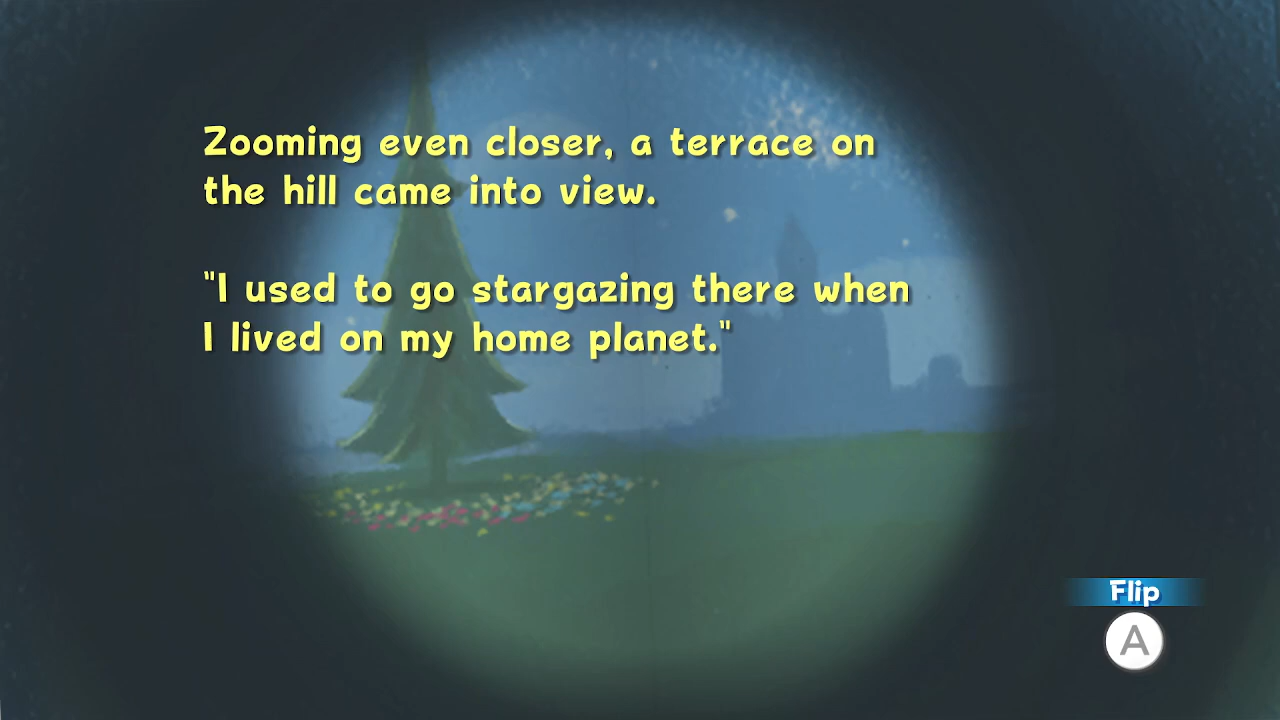 Zooming even closer, a terrace on
the hill came into view.
"I used to go stargazing there when
I lived on my home planet."
Flip
A